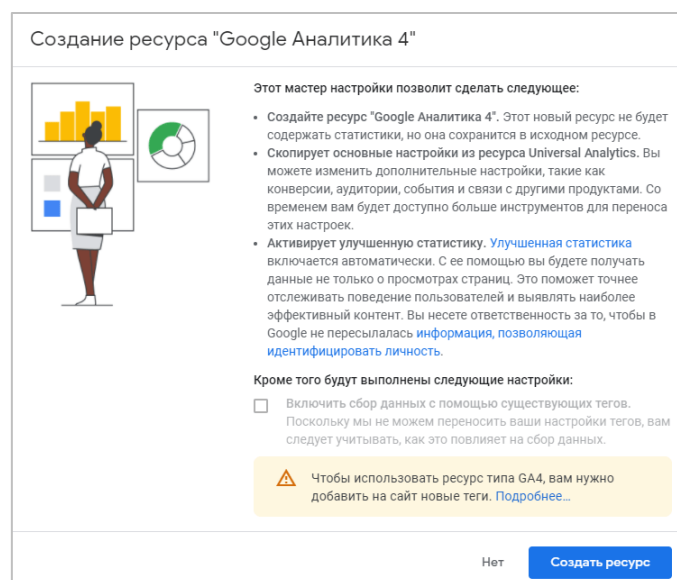 Создание ресурса "Google Аналитика 4"
Этот мастер настройки позволит сделать следующее:
• Создайте ресурс "Google Аналитика 4". Этот новый ресурс не будет
содержать статистики, но она сохранится в исходном ресурсе.
• Скопирует основные настройки из ресурса Universal Analytics. Вы
можете изменить дополнительные настройки, такие как
конверсии, аудитории, события и связи с другими продуктами. Со
временем вам будет доступно больше инструментов для переноса
этих настроек.
• Активирует улучшенную статистику. Улучшенная статистика
включается автоматически. С ее помощью вы будете получать
данные не только о просмотрах страниц. Это поможет точнее
отслеживать поведение пользователей и выявлять наиболее
эффективный контент. Вы несете ответственность за то, чтобы в
Google не пересылалась информация, позволяющая
идентифицировать личность.
Кроме того будут выполнены следующие настройки:
Включить сбор данных с помощью существующих тегов.
Поскольку мы не можем переносить ваши настройки тегов, вам
следует учитывать, как это повлияет на сбор данных.
Чтобы использовать ресурс типа GA4, вам нужно
добавить на сайт новые теги. Подробнее...
Нет
Создать ресурс